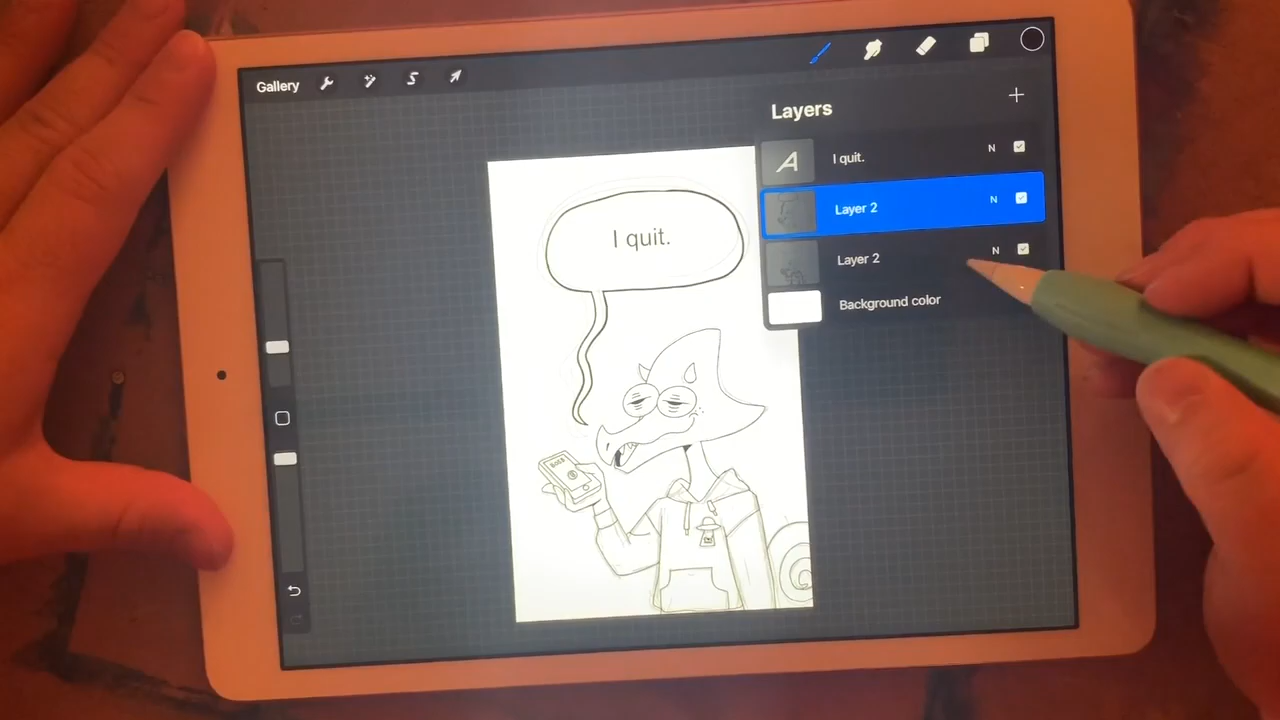 Gallery
Layers
I quit.
N
Layer 2
N
Layer 2
N
Background color
I quit.